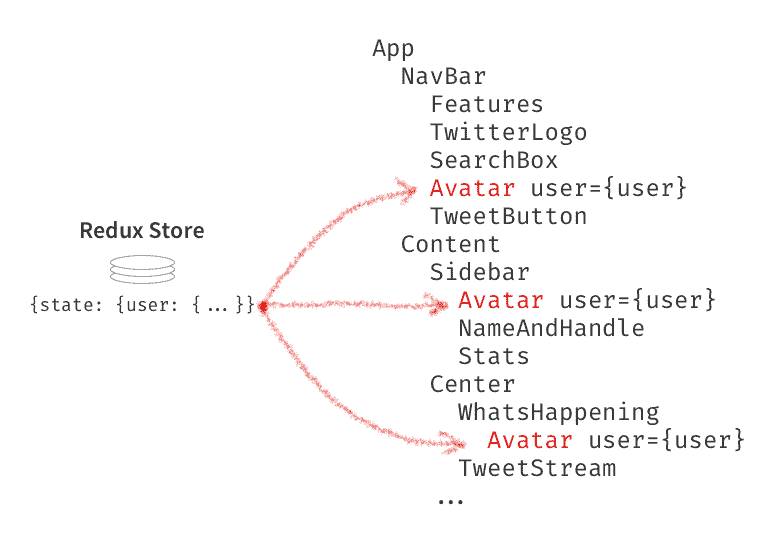 Redux Store
{state: {user: {...}}
App
NavBar
Features
TwitterLogo
SearchBox
Avatar user={user}
TweetButton
Content
Sidebar
Avatar user={user}
NameAndHandle
Stats
Center
WhatsHappening
Avatar user={user}
TweetStream
...